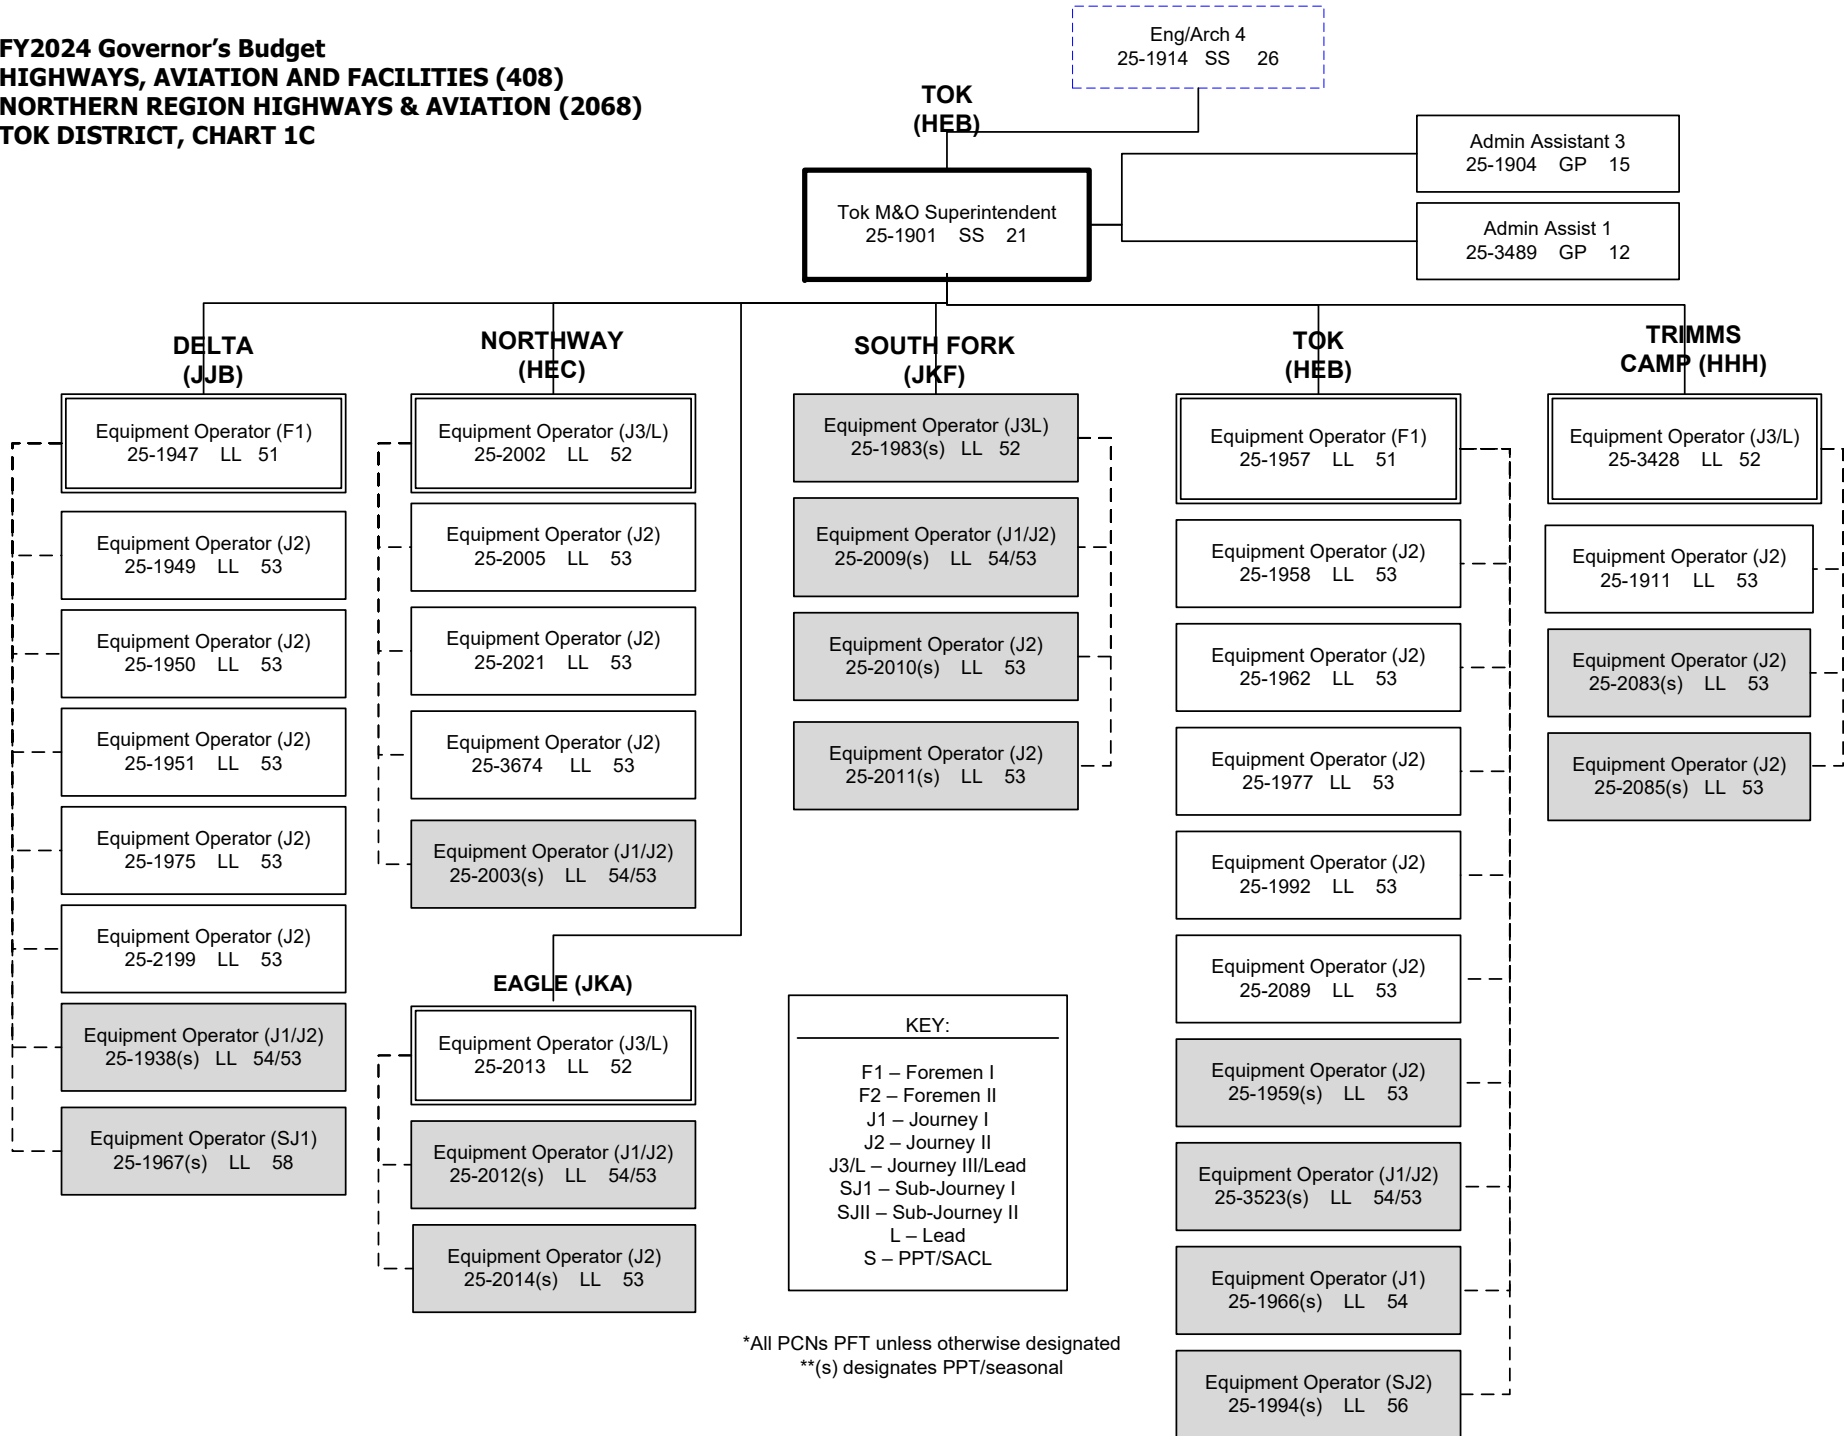 FY2024 Governor’s Budget
HIGHWAYS, AVIATION AND FACILITIES (408)
NORTHERN REGION HIGHWAYS & AVIATION (2068)
TOK DISTRICT, CHART 1C
Eng/Arch 4
25-1914 SS 26
TOK
(HEB)
Tok M&O Superintendent
25-1901 SS 21
Admin Assistant 3
25-1904 GP 15
Admin Assist 1
25-3489 GP 12
DELTA
(JJB)
Equipment Operator (F1)
25-1947 LL 51
Equipment Operator (J2)
25-1949 LL 53
Equipment Operator (J2)
25-1950 LL 53
Equipment Operator (J2)
25-1951 LL 53
Equipment Operator (J2)
25-1975 LL 53
Equipment Operator (J2)
25-2199 LL 53
Equipment Operator (J1/J2)
25-1938(s) LL 54/53
Equipment Operator (SJ1)
25-1967(s) LL 58
NORTHWAY
(HEC)
Equipment Operator (J3/L)
25-2002 LL 52
Equipment Operator (J2)
25-2005 LL 53
Equipment Operator (J2)
25-2021 LL 53
Equipment Operator (J2)
25-3674 LL 53
Equipment Operator (J1/J2)
25-2003(s) LL 54/53
EAGLE (JKA)
Equipment Operator (J3/L)
25-2013 LL 52
Equipment Operator (J1/J2)
25-2012(s) LL 54/53
Equipment Operator (J2)
25-2014(s) LL 53
SOUTH FORK
(JKF)
Equipment Operator (J3L)
25-1983(s) LL 52
Equipment Operator (J1/J2)
25-2009(s) LL 54/53
Equipment Operator (J2)
25-2010(s) LL 53
Equipment Operator (J2)
25-2011(s) LL 53
KEY:
F1 – Foremen I
F2 – Foremen II
J1 – Journey I
J2 – Journey II
J3/L – Journey III/Lead
SJ1 – Sub-Journey I
SJII – Sub-Journey II
L – Lead
S – PPT/SACL
*All PCNs PFT unless otherwise designated
**(s) designates PPT/seasonal
TOK
(HEB)
Equipment Operator (F1)
25-1957 LL 51
Equipment Operator (J2)
25-1958 LL 53
Equipment Operator (J2)
25-1962 LL 53
Equipment Operator (J2)
25-1977 LL 53
Equipment Operator (J2)
25-1992 LL 53
Equipment Operator (J2)
25-2089 LL 53
Equipment Operator (J2)
25-1959(s) LL 53
Equipment Operator (J1/J2)
25-3523(s) LL 54/53
Equipment Operator (J1)
25-1966(s) LL 54
Equipment Operator (SJ2)
25-1994(s) LL 56
TRIMMS
CAMP (HHH)
Equipment Operator (J3/L)
25-3428 LL 52
Equipment Operator (J2)
25-1911 LL 53
Equipment Operator (J2)
25-2083(s) LL 53
Equipment Operator (J2)
25-2085(s) LL 53